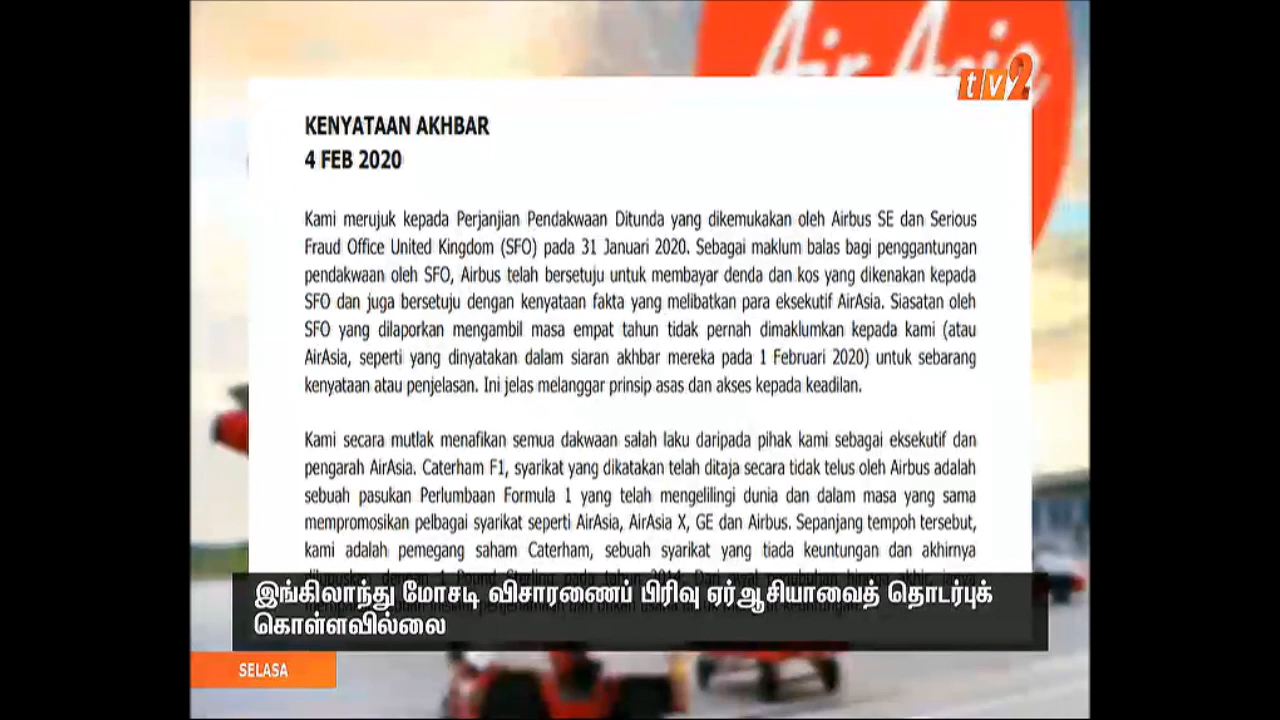 Air Asia
tv2
KENYATAAN AKHBAR
4 FEB 2020
Kami merujuk kepada Perjanjian Pendakwaan Ditunda yang dikemukakan oleh Airbus SE dan Serious
Fraud Office United Kingdom (SFO) pada 31 Januari 2020. Sebagai maklum balas bagi penggantungan
pendakwaan oleh SFO, Airbus telah bersetuju untuk membayar denda dan kos yang dikenakan kepada
SFO dan juga bersetuju dengan kenyataan fakta yang melibatkan para eksekutif AirAsia. Siasatan oleh
SFO yang dilaporkan mengambil masa empat tahun tidak pernah dimaklumkan kepada kami (atau
AirAsia, seperti yang dinyatakan dalam siaran akhbar mereka pada 1 Februari 2020) untuk sebarang
kenyataan atau penjelasan. Ini jelas melanggar prinsip asas dan akses kepada keadilan.
Kami secara mutlak menafikan semua dakwaan salah laku daripada pihak kami sebagai eksekutif dan
pengarah AirAsia. Caterham F1, syarikat yang dikatakan telah ditaja secara tidak telus oleh Airbus adalah
sebuah pasukan Perlumbaan Formula 1 yang telah mengelilingi dunia dan dalam masa yang sama
mempromosikan pelbagai syarikat seperti AirAsia, AirAsia X, GE dan Airbus. Sepanjang tempoh tersebut,
kami adalah pemegang saham Caterham, sebuah syarikat yang tiada keuntungan dan akhirnya
இங்கிலாந்து மோசடி விசாரணைப் பிரிவு ஏர்ஆசியாவைத் தொடர்புக்
கொள்ளவில்லை
SELASA